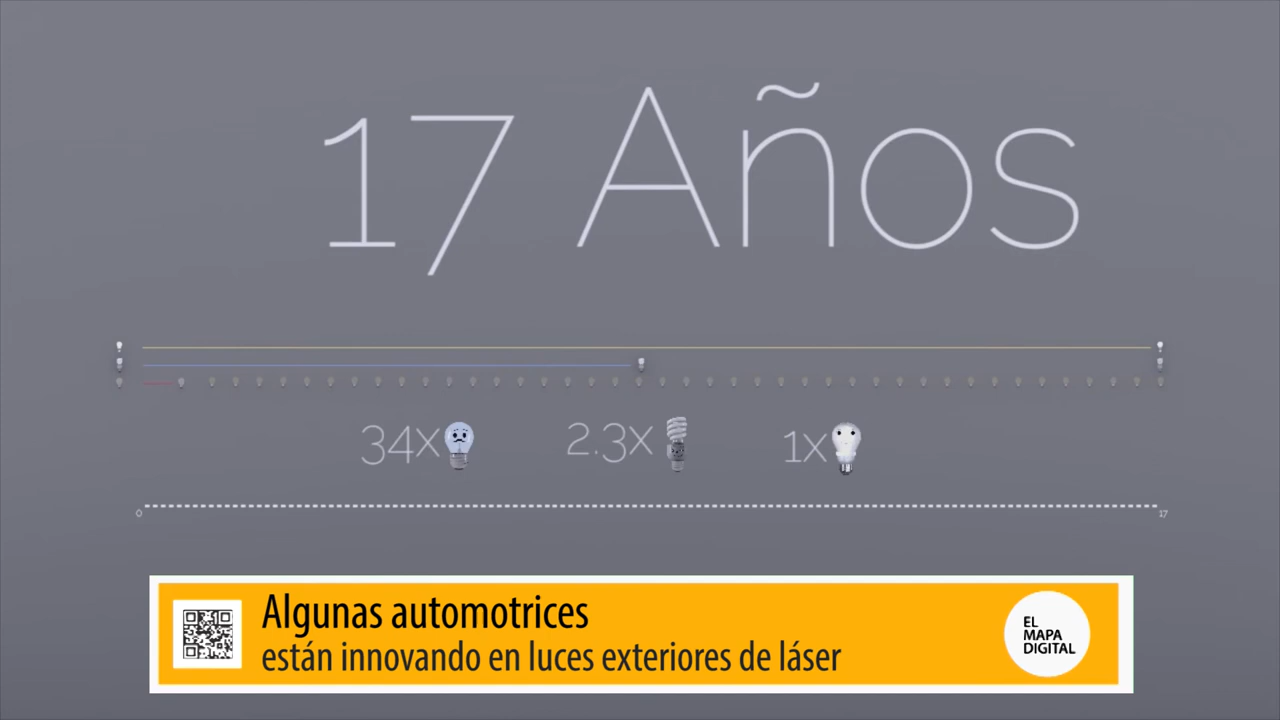 17 Años
34x 2.3x 1x
0 17
Algunas automotrices
están innovando en luces exteriores de láser
EL
MAPA
DIGITAL